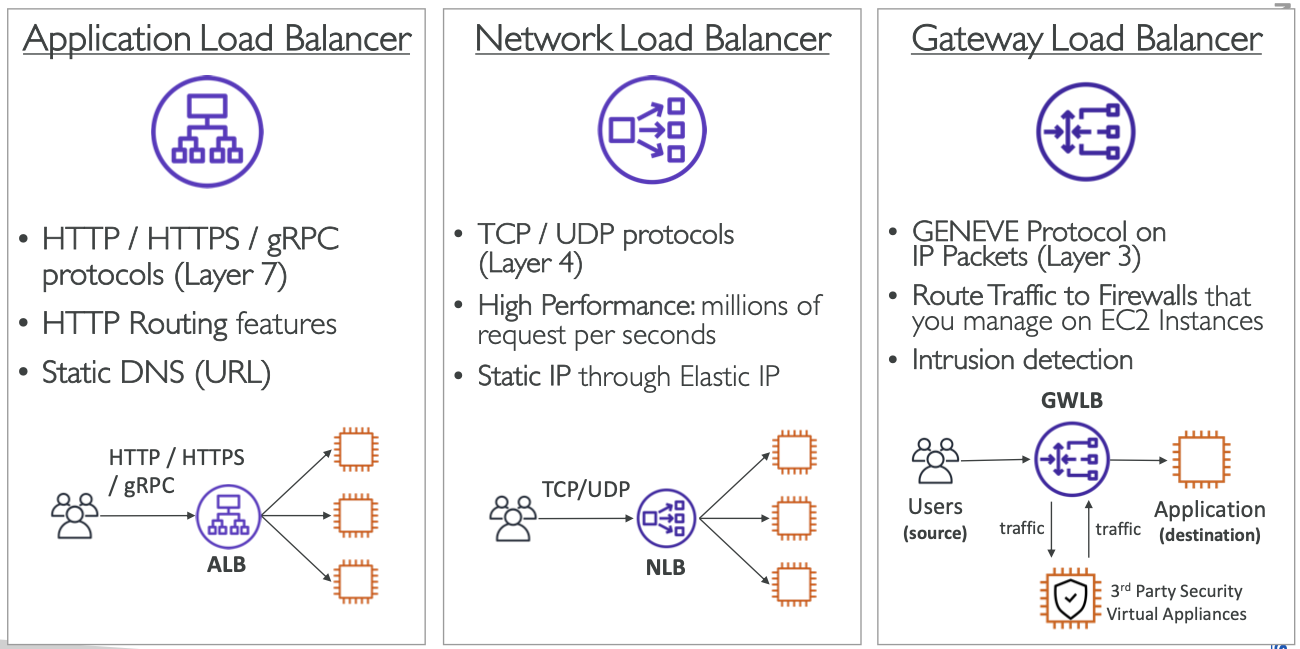 Application Load Balancer
• HTTP / HTTPS / gRPC
protocols (Layer 7)
• HTTP Routing features
• Static DNS (URL)
HTTP / HTTPS
/ gRPC
ALB
Network Load Balancer
• TCP / UDP protocols
(Layer 4)
• High Performance: millions of
request per seconds
• Static IP through Elastic IP
TCP/UDP
NLB
Gateway Load Balancer
• GENEVE Protocol on
IP Packets (Layer 3)
• Route Traffic to Firewalls that
you manage on EC2 Instances
• Intrusion detection
GWLB
Users
(source)
Application
(destination)
traffic
traffic
3rd Party Security
Virtual Appliances